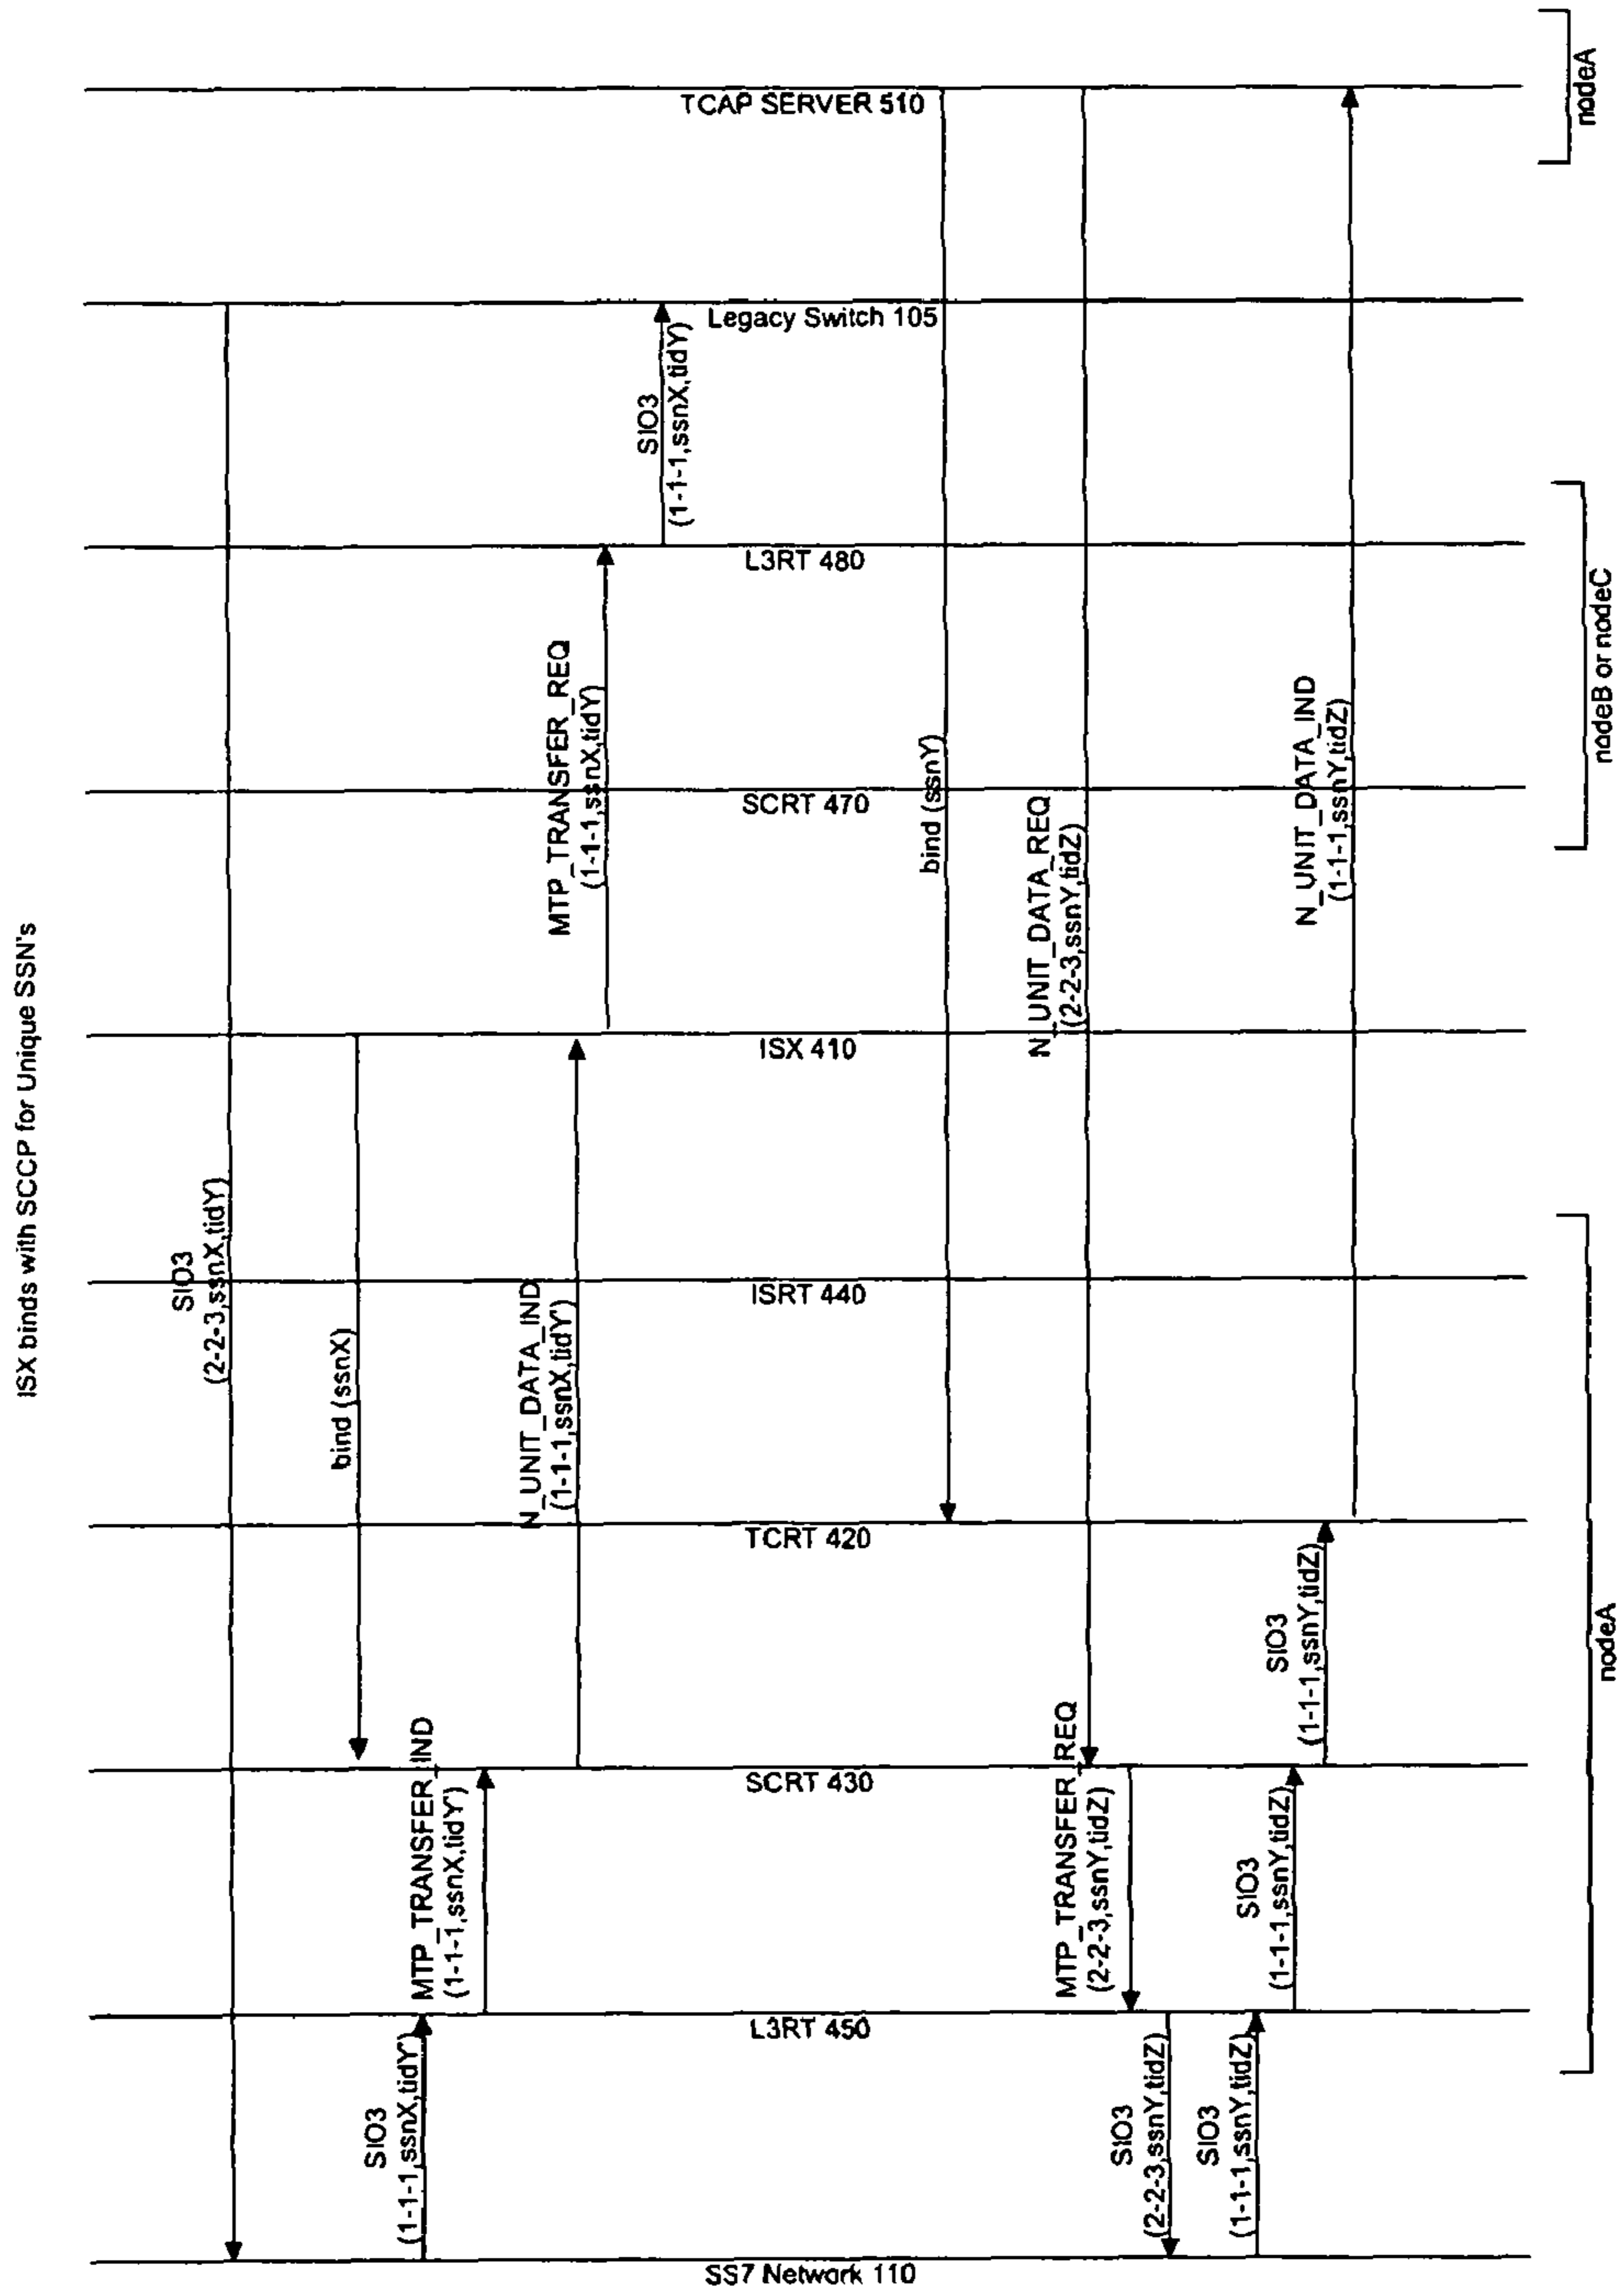 ISX binds with SCCP for Unique SSN's
SS7 Network 110
L3RT 450
SCRT 430
TCRT 420
ISRT 440
ISX 410
SCRT 470
L3RT 480
Legacy Switch 105
TCAP SERVER 510
SIO3
(2-2-3,ssnX,tidY)
bind (ssnX)
SIO3
(1-1-1,ssnX,tidY')
MTP_TRANSFER_IND
(1-1-1,ssnX,tidY')
N_UNIT_DATA_IND
(1-1-1,ssnX,tidY')
MTP_TRANSFER_REQ
(1-1-1,ssnX,tidY)
SIO3
(1-1-1,ssnX,tidY)
bind (ssnY)
N_UNIT_DATA_REQ
(2-2-3,ssnY,tidZ)
MTP_TRANSFER_REQ
(2-2-3,ssnY,tidZ)
SIO3
(2-2-3,ssnY,tidZ)
SIO3
(1-1-1,ssnY,tidZ)
SIO3
(1-1-1,ssnY,tidZ)
SIO3
(1-1-1,ssnY,tidZ)
N_UNIT_DATA_IND
(1-1-1,ssnY,tidZ)
nodeA
nodeB or nodeC
nodeA